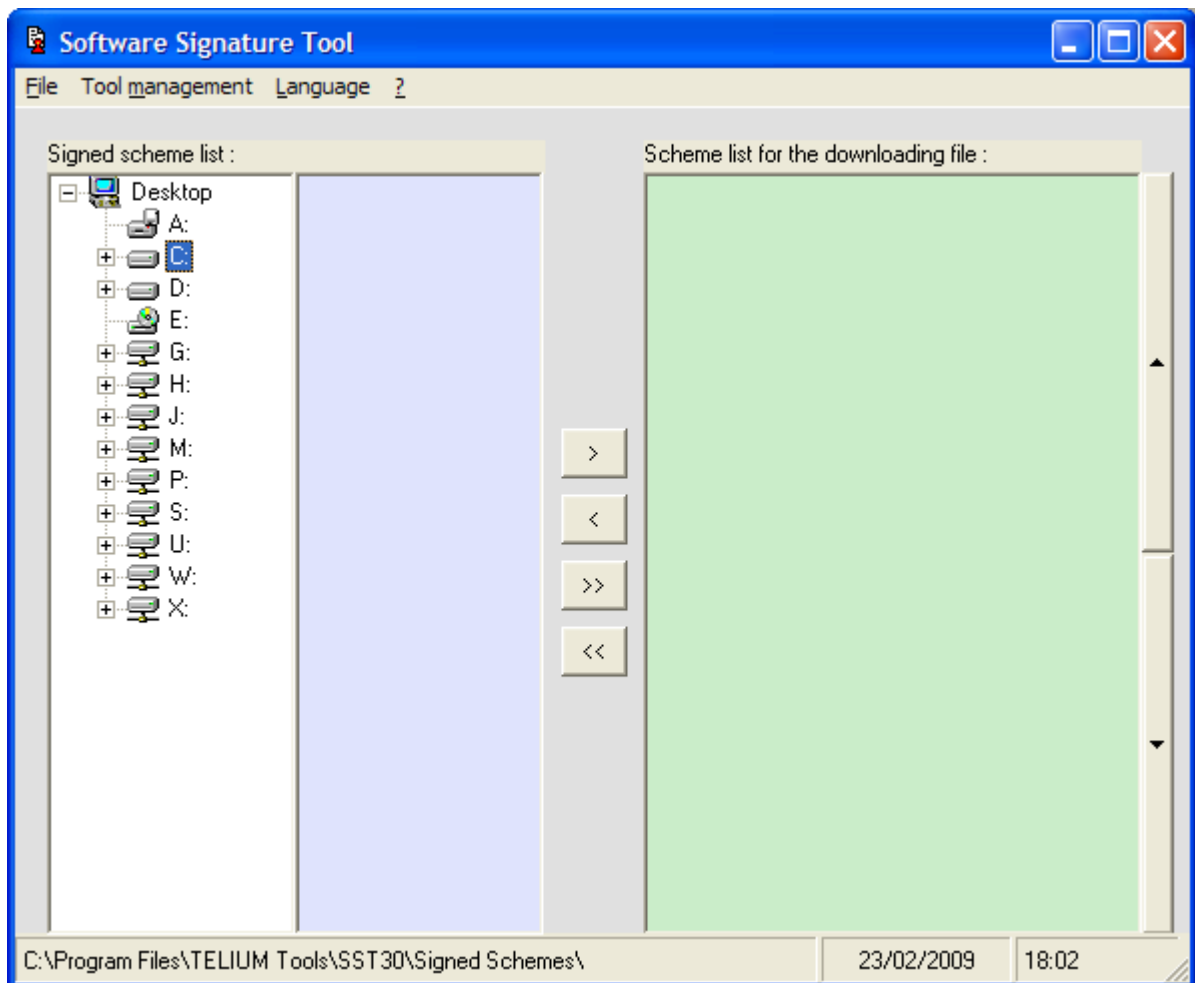 Software Signature Tool
File Tool management Language ?
Signed scheme list :
Scheme list for the downloading file :
Desktop
A:
C:
D:
E:
G:
H:
J:
M:
P:
S:
U:
W:
X:
>
<
>>
<<
C:\Program Files\TELIUM Tools\SST30\Signed Schemes\ 23/02/2009 18:02